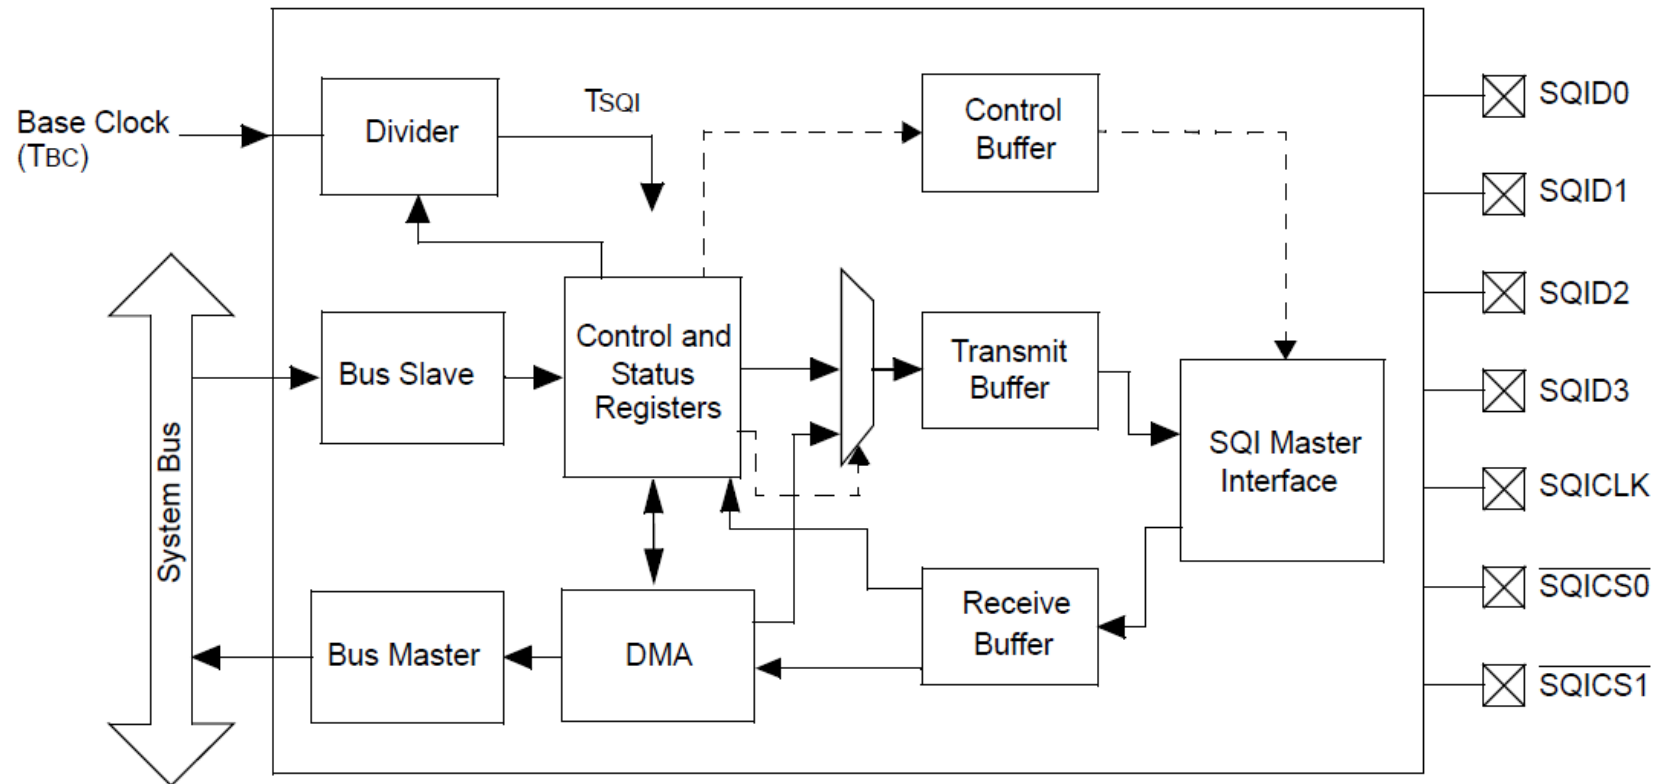 Base Clock
(TBC)
Divider
TSQI
Control
Buffer
System Bus
Bus Slave
Control and
Status
Registers
Transmit
Buffer
SQI Master
Interface
Bus Master
DMA
Receive
Buffer
SQID0
SQID1
SQID2
SQID3
SQICLK
SQICS0
SQICS1